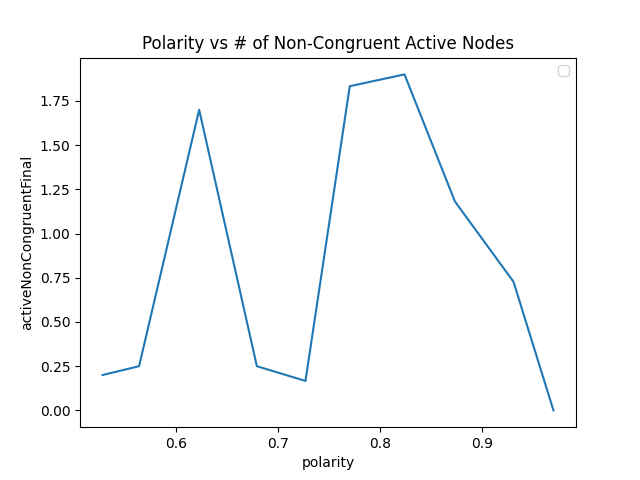 Polarity vs # of Non-Congruent Active Nodes
activeNonCongruentFinal
1.75
1.50
1.25
1.00
0.75
0.50
0.25
0.00
0.6 0.7 0.8 0.9
polarity